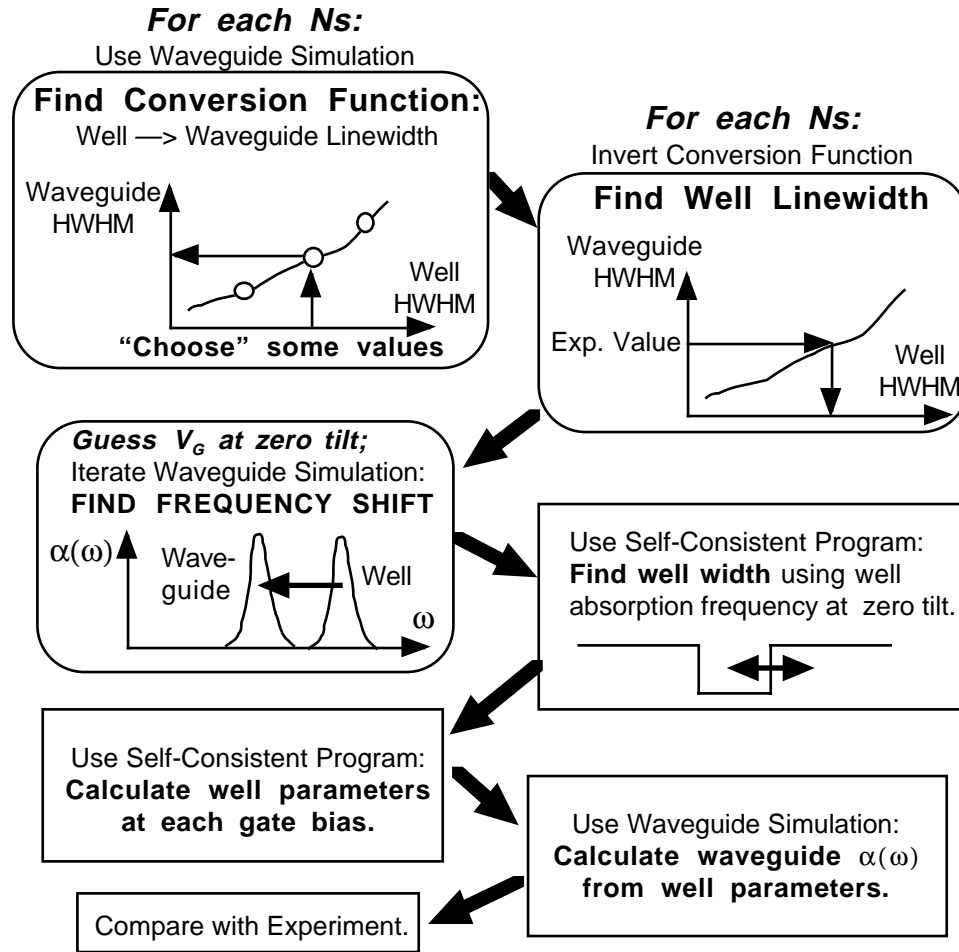 For each Ns:
Use Waveguide Simulation
Find Conversion Function:
Well —> Waveguide Linewidth
Waveguide
HWHM
Well
HWHM
“Choose” some values
For each Ns:
Invert Conversion Function
Find Well Linewidth
Waveguide
HWHM
Exp. Value
Well
HWHM
Guess VG at zero tilt;
Iterate Waveguide Simulation:
FIND FREQUENCY SHIFT
α(ω)
Wave-
guide
Well
ω
Use Self-Consistent Program:
Find well width using well
absorption frequency at zero tilt.
Use Self-Consistent Program:
Calculate well parameters
at each gate bias.
Use Waveguide Simulation:
Calculate waveguide α(ω)
from well parameters.
Compare with Experiment.